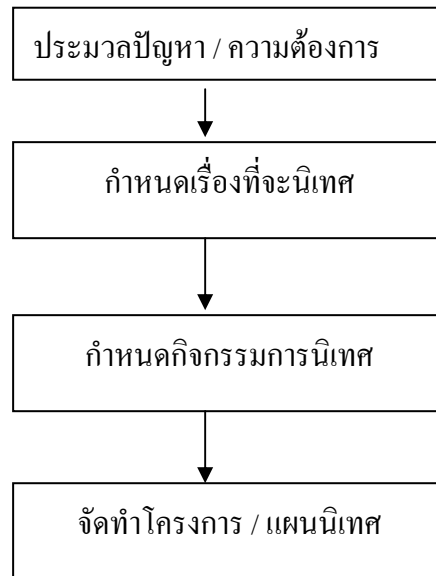 ประมวลปัญหา / ความต้องการ
กำหนดเรื่องที่จะนิเทศ
กำหนดกิจกรรมการนิเทศ
จัดทำโครงการ / แผนนิเทศ